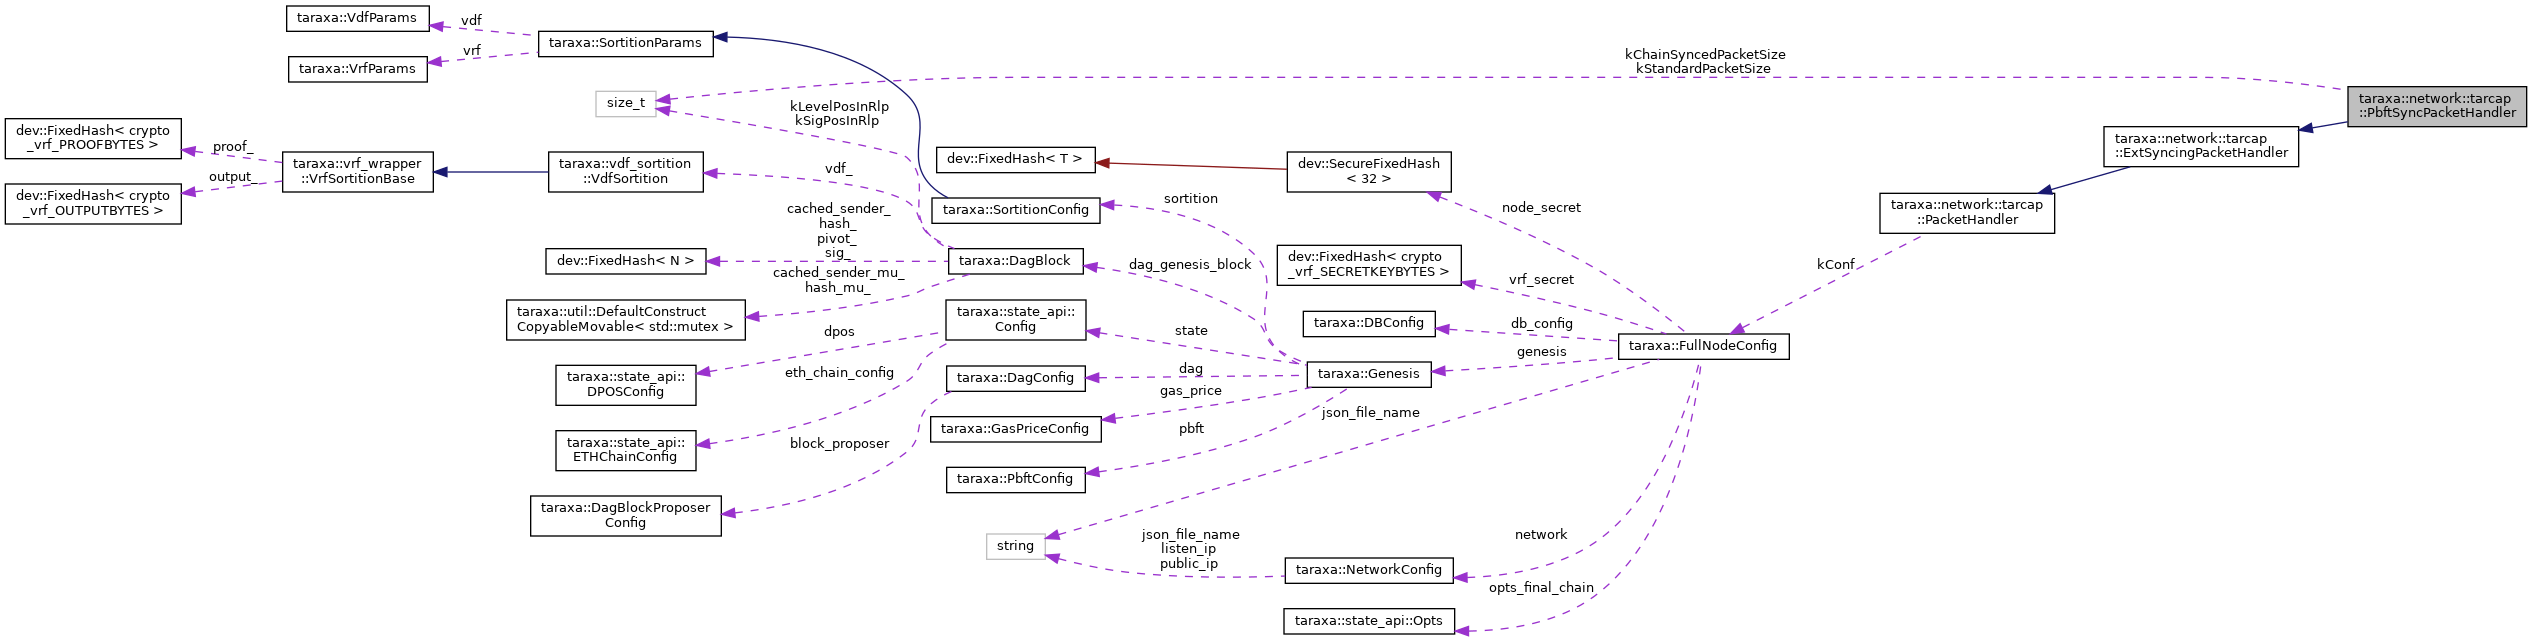 taraxa::VdfParams
vdf
taraxa::SortitionParams
vrf
taraxa::VrfParams
kChainSyncedPacketSize
kStandardPacketSize
size_t
kLevelPosInRlp
kSigPosInRlp
taraxa::network::tarcap
::PbftSyncPacketHandler
taraxa::network::tarcap
::ExtSyncingPacketHandler
dev::FixedHash< crypto
_vrf_PROOFBYTES >
proof_
taraxa::vrf_wrapper
::VrfSortitionBase
output_
dev::FixedHash< crypto
_vrf_OUTPUTBYTES >
taraxa::vdf_sortition
::VdfSortition
vdf_
dev::FixedHash< T >
dev::SecureFixedHash
< 32 >
taraxa::network::tarcap
::PacketHandler
taraxa::SortitionConfig
sortition
node_secret
cached_sender_
hash_
pivot_
sig_
dev::FixedHash< N >
taraxa::DagBlock
dag_genesis_block
dev::FixedHash< crypto
_vrf_SECRETKEYBYTES >
vrf_secret
kConf
cached_sender_mu_
hash_mu_
taraxa::util::DefaultConstruct
CopyableMovable< std::mutex >
taraxa::state_api::
Config
dpos
state
taraxa::DBConfig
db_config
taraxa::FullNodeConfig
genesis
taraxa::state_api::
DPOSConfig
eth_chain_config
taraxa::DagConfig
dag
taraxa::Genesis
gas_price
taraxa::GasPriceConfig
json_file_name
pbft
taraxa::state_api::
ETHChainConfig
block_proposer
taraxa::PbftConfig
taraxa::DagBlockProposer
Config
string
json_file_name
listen_ip
public_ip
network
taraxa::NetworkConfig
opts_final_chain
taraxa::state_api::Opts